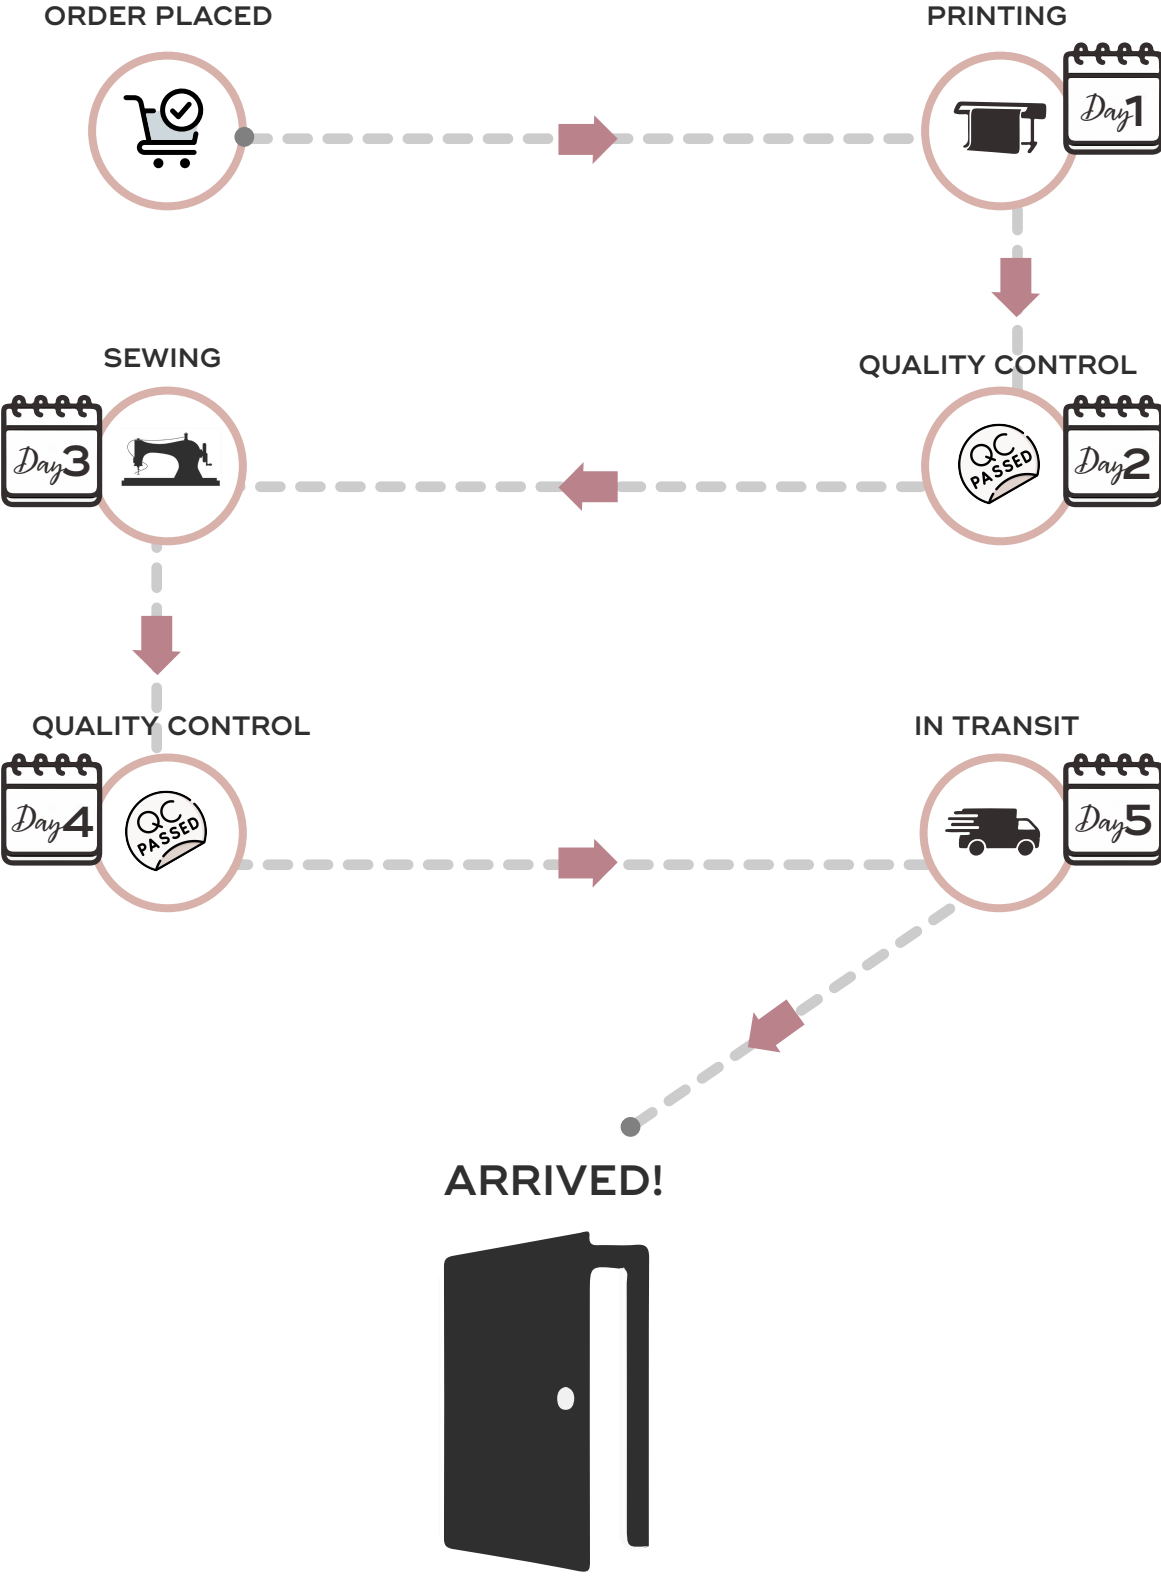 ORDER PLACED
PRINTING
Day1
SEWING
QUALITY CONTROL
Day3
QC
PASSED
Day2
QUALITY CONTROL
IN TRANSIT
Day4
QC
PASSED
Day5
ARRIVED!